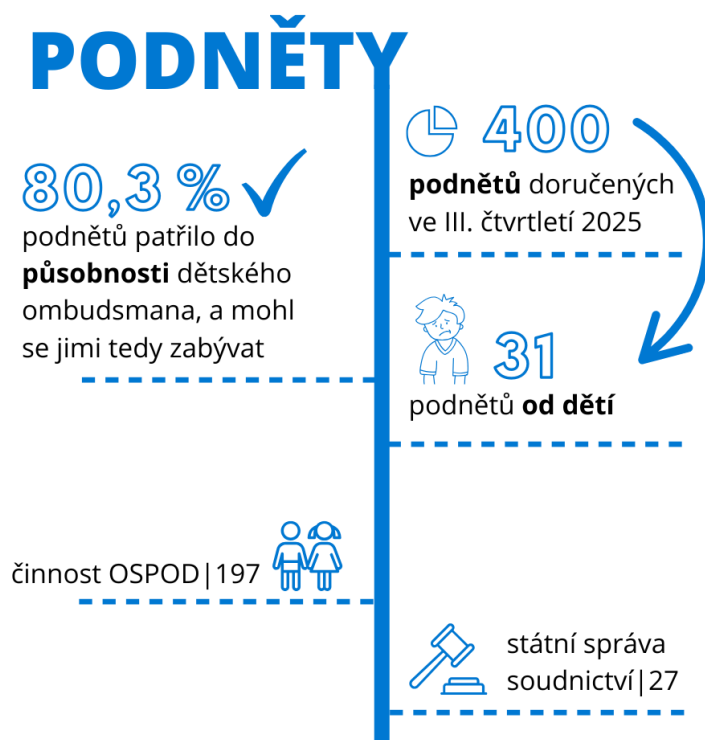 PODNĚTY
400
podnětů doručených
ve III. čtvrtletí 2025
80,3 %
podnětů patřilo do
působnosti dětského
ombudsmana, a mohl
se jimi tedy zabývat
31
podnětů od dětí
činnost OSPOD|197
státní správa
soudnictví|27